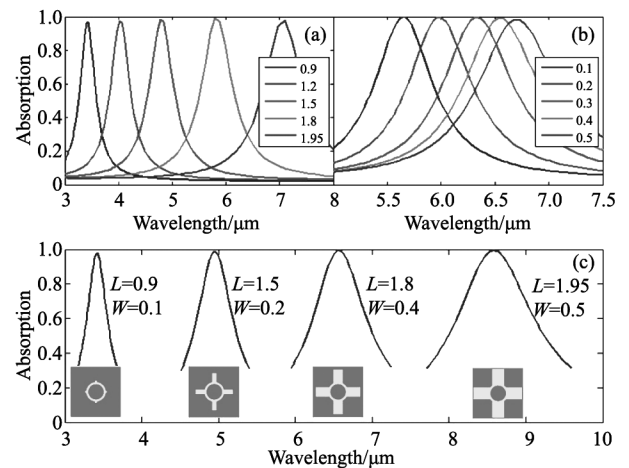 1.0
0.8
0.6
0.4
0.2
0
Absorption
(a)
0.9
1.2
1.5
1.8
1.95
3 4 5 6 7 8
Wavelength/μm
(b)
0.1
0.2
0.3
0.4
0.5
5.5 6.0 6.5 7.0 7.5
Wavelength/μm
1.0
0.8
0.6
0.4
0.2
0
Absorption
(c)
L=0.9
W=0.1
L=1.5
W=0.2
L=1.8
W=0.4
L=1.95
W=0.5
3 4 5 6 7 8 9 10
Wavelength/μm